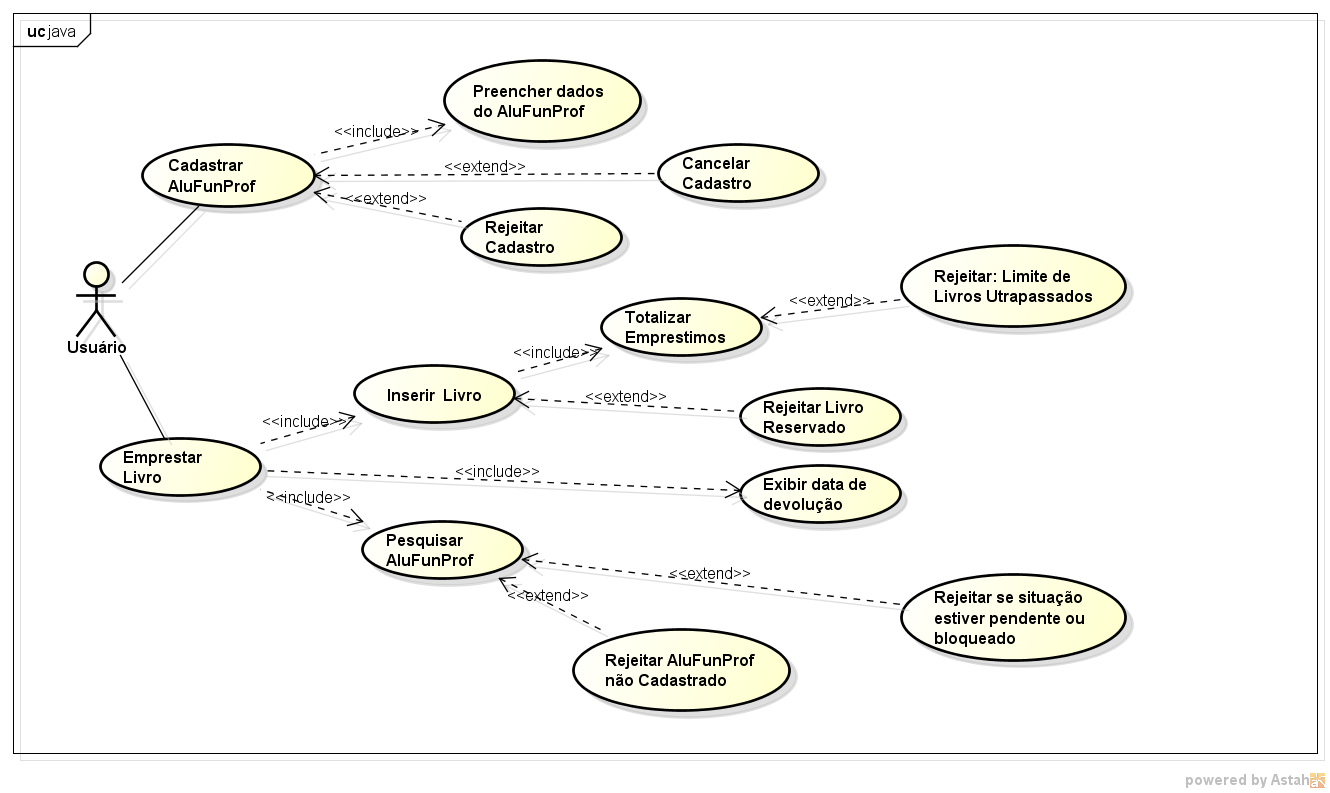 uc java
Preencher dados
do AluFunProf
<<include>>
Cadastrar
AluFunProf
<<extend>>
Cancelar
Cadastro
<<extend>>
Rejeitar
Cadastro
Usuário
Rejeitar: Limite de
Livros Utrapassados
<<extend>>
Totalizar
Emprestimos
<<include>>
Inserir Livro
<<extend>>
Rejeitar Livro
Reservado
<<include>>
Emprestar
Livro
<<include>>
Exibir data de
devolução
<<include>>
Pesquisar
AluFunProf
<<extend>>
<<extend>>
Rejeitar se situação
estiver pendente ou
bloqueado
Rejeitar AluFunProf
não Cadastrado
powered by Astah